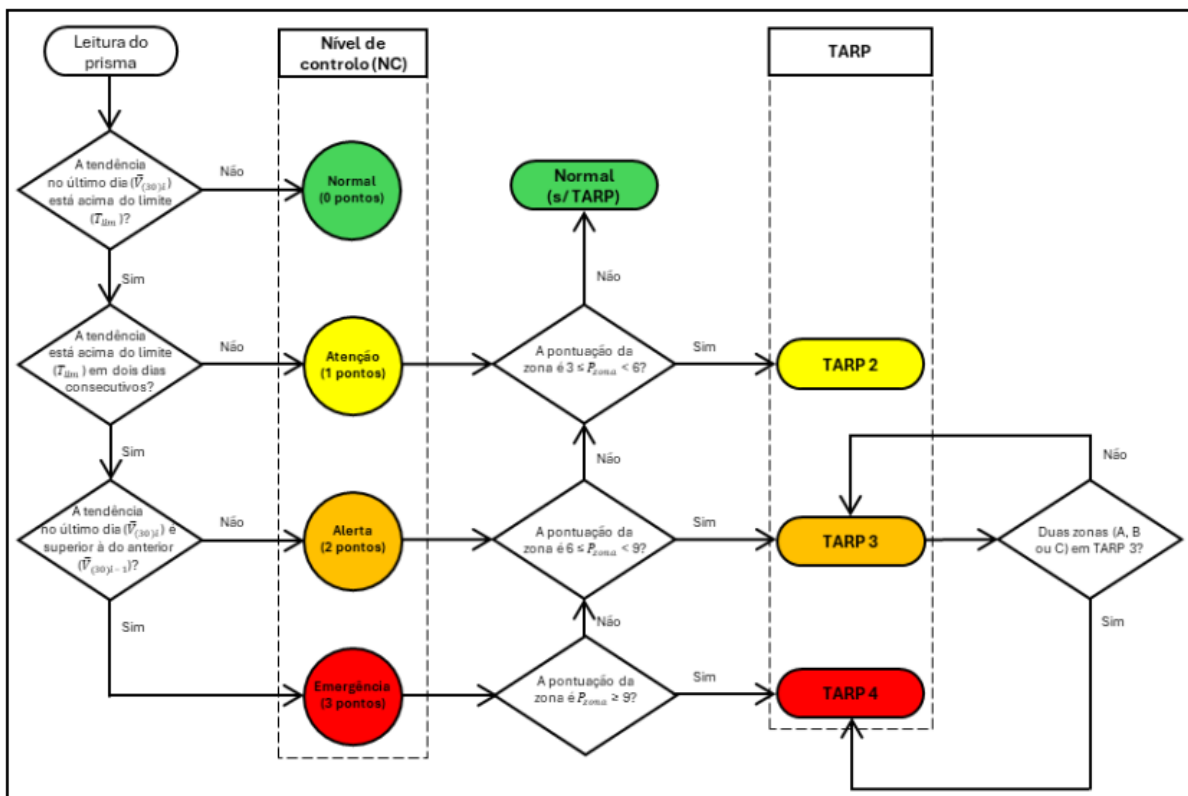 Leitura do
prisma
Nível de
controlo (NC)
TARP
A tendência
no último dia (V̄₍₃₀₎ᵢ)
está acima do limite
(T_lim)?
Não
Normal
(0 pontos)
Normal
(s/ TARP)
Sim
Não
A tendência
está acima do limite
(T_lim) em dois dias
consecutivos?
Não
Atenção
(1 pontos)
A pontuação da
zona é 3 ≤ P_zona < 6?
Sim
TARP 2
Sim
Não
Não
A tendência
no último dia (V̄₍₃₀₎ᵢ) é
superior à do anterior
(V̄₍₃₀₎ᵢ₋₁)?
Não
Alerta
(2 pontos)
A pontuação da
zona é 6 ≤ P_zona < 9?
Sim
TARP 3
Duas zonas (A, B
ou C) em TARP 3?
Sim
Não
Sim
Emergência
(3 pontos)
A pontuação da
zona é P_zona ≥ 9?
Sim
TARP 4